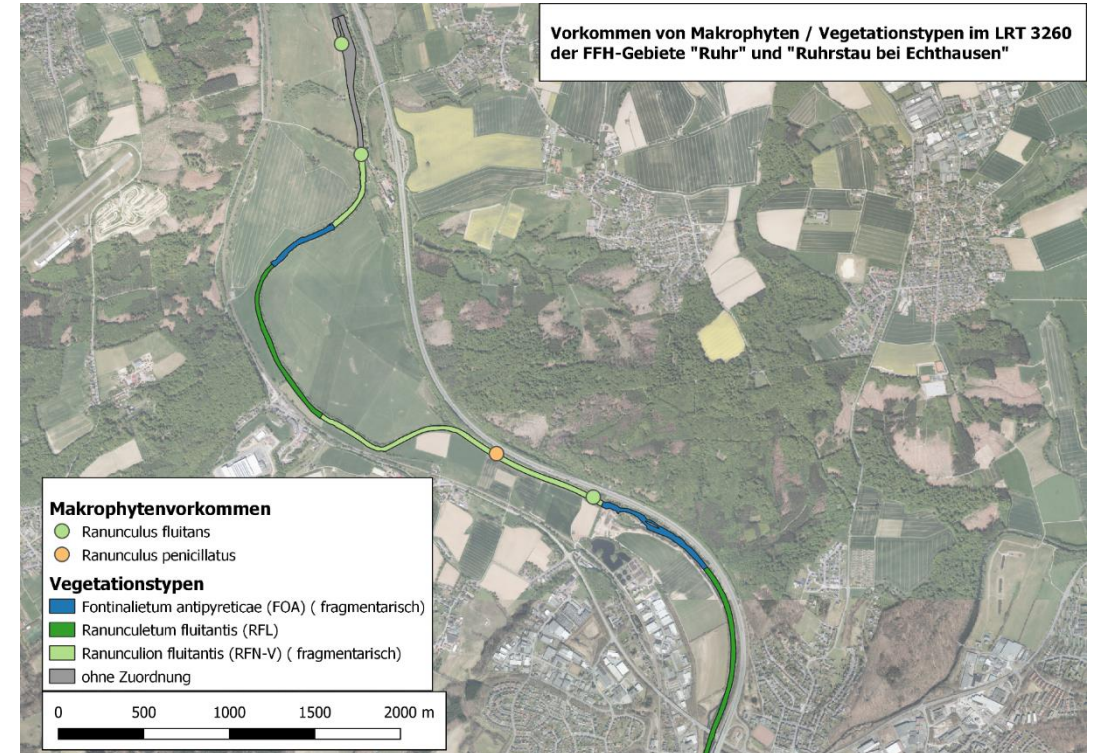 Vorkommen von Makrophyten / Vegetationstypen im LRT 3260
der FFH-Gebiete "Ruhr" und "Ruhrstau bei Echthausen"
Makrophytenvorkommen
Ranunculus fluitans
Ranunculus penicillatus
Vegetationstypen
Fontinalietum antipyreticae (FOA) ( fragmentarisch)
Ranunculetum fluitantis (RFL)
Ranunculion fluitantis (RFN-V) ( fragmentarisch)
ohne Zuordnung
0 500 1000 1500 2000 m